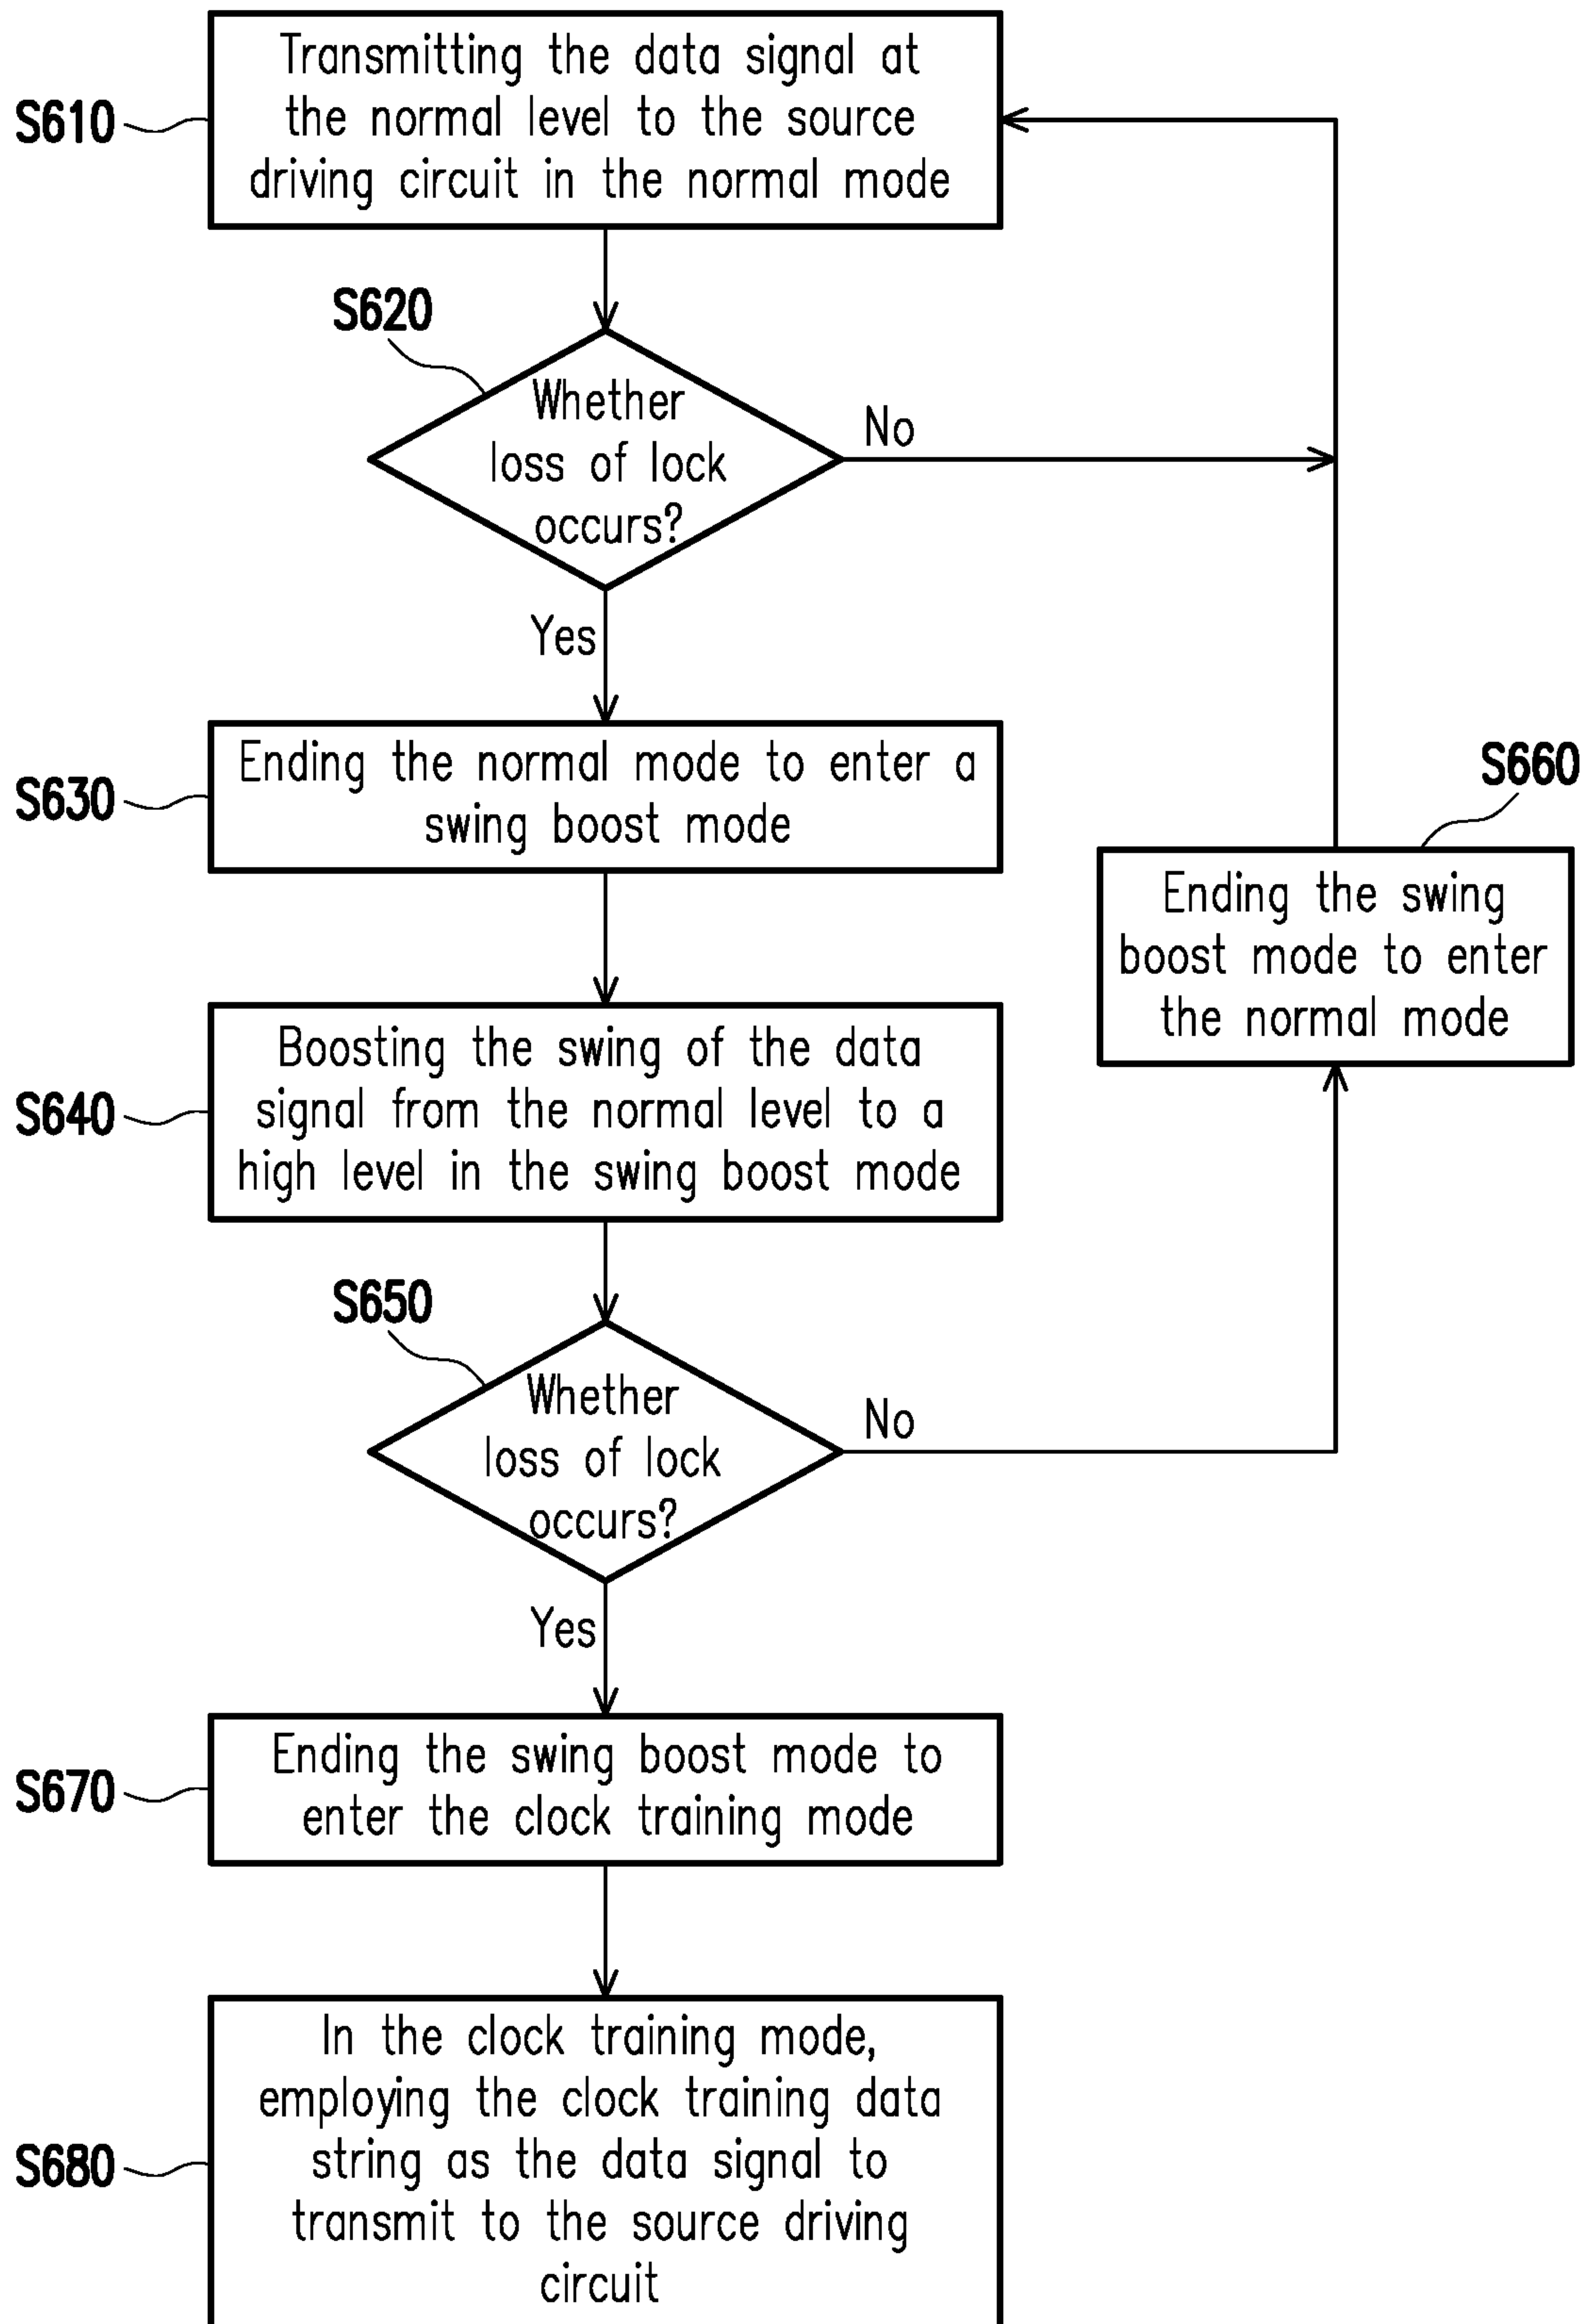 S610
Transmitting the data signal at
the normal level to the source
driving circuit in the normal mode
S620
Whether
loss of lock
occurs?
No
Yes
S630
Ending the normal mode to enter a
swing boost mode
S660
Ending the swing
boost mode to enter
the normal mode
S640
Boosting the swing of the data
signal from the normal level to a
high level in the swing boost mode
S650
Whether
loss of lock
occurs?
No
Yes
S670
Ending the swing boost mode to
enter the clock training mode
S680
In the clock training mode,
employing the clock training data
string as the data signal to
transmit to the source driving
circuit